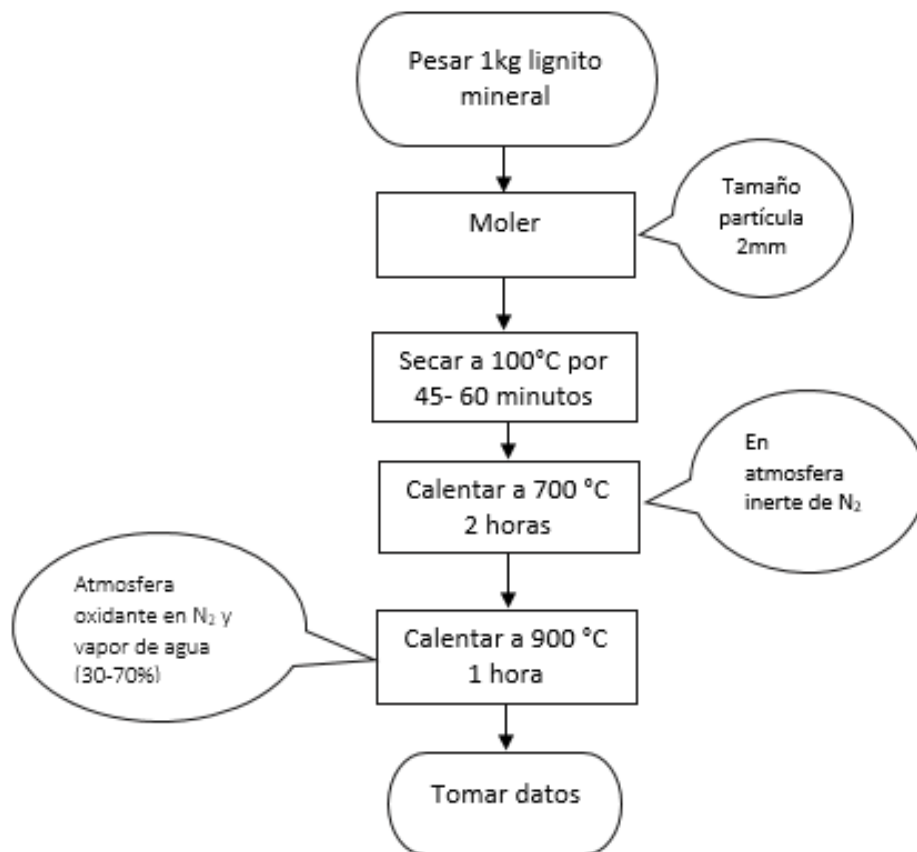 Pesar 1kg lignito
mineral
Moler
Tamaño
partícula
2mm
Secar a 100°C por
45- 60 minutos
Calentar a 700 °C
2 horas
En
atmosfera
inerte de N₂
Atmosfera
oxidante en N₂ y
vapor de agua
(30-70%)
Calentar a 900 °C
1 hora
Tomar datos